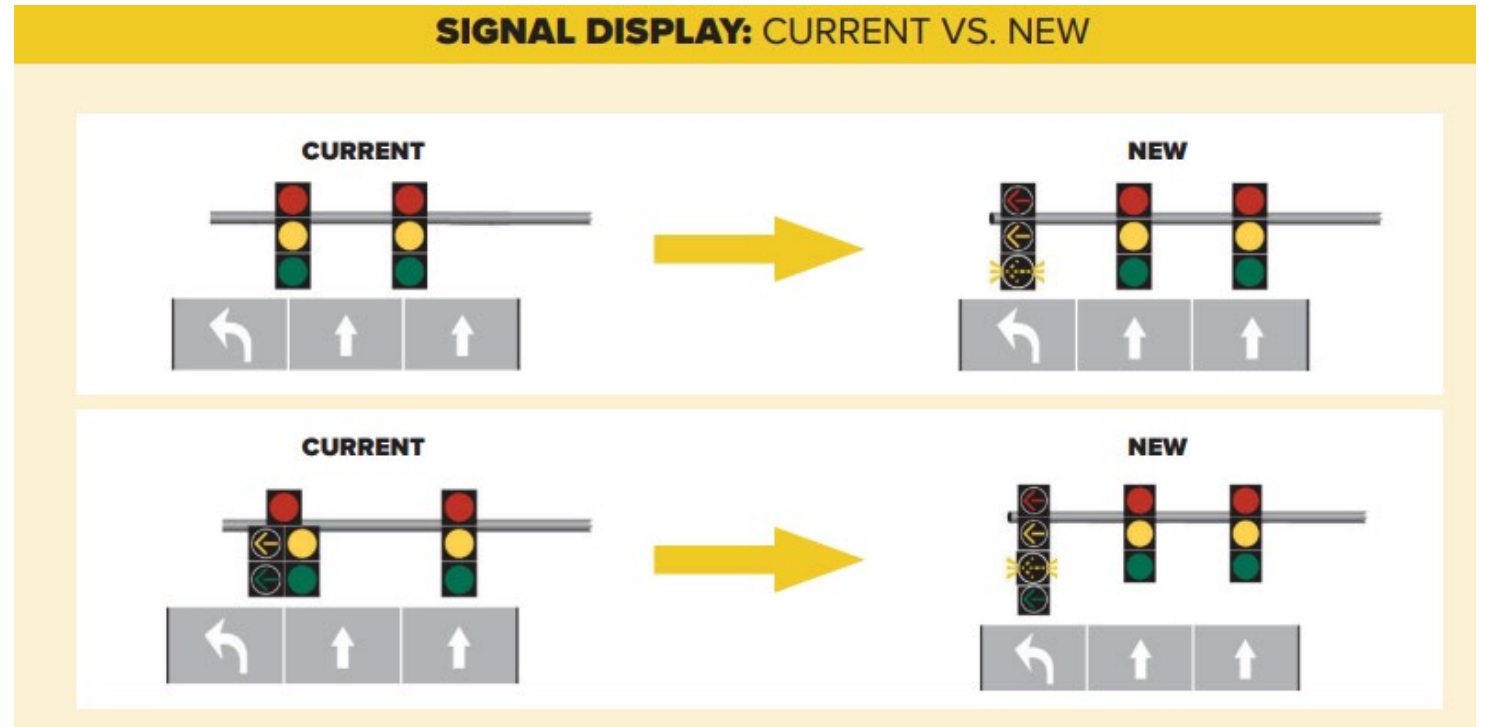 SIGNAL DISPLAY: CURRENT VS. NEW
CURRENT
NEW
CURRENT
NEW